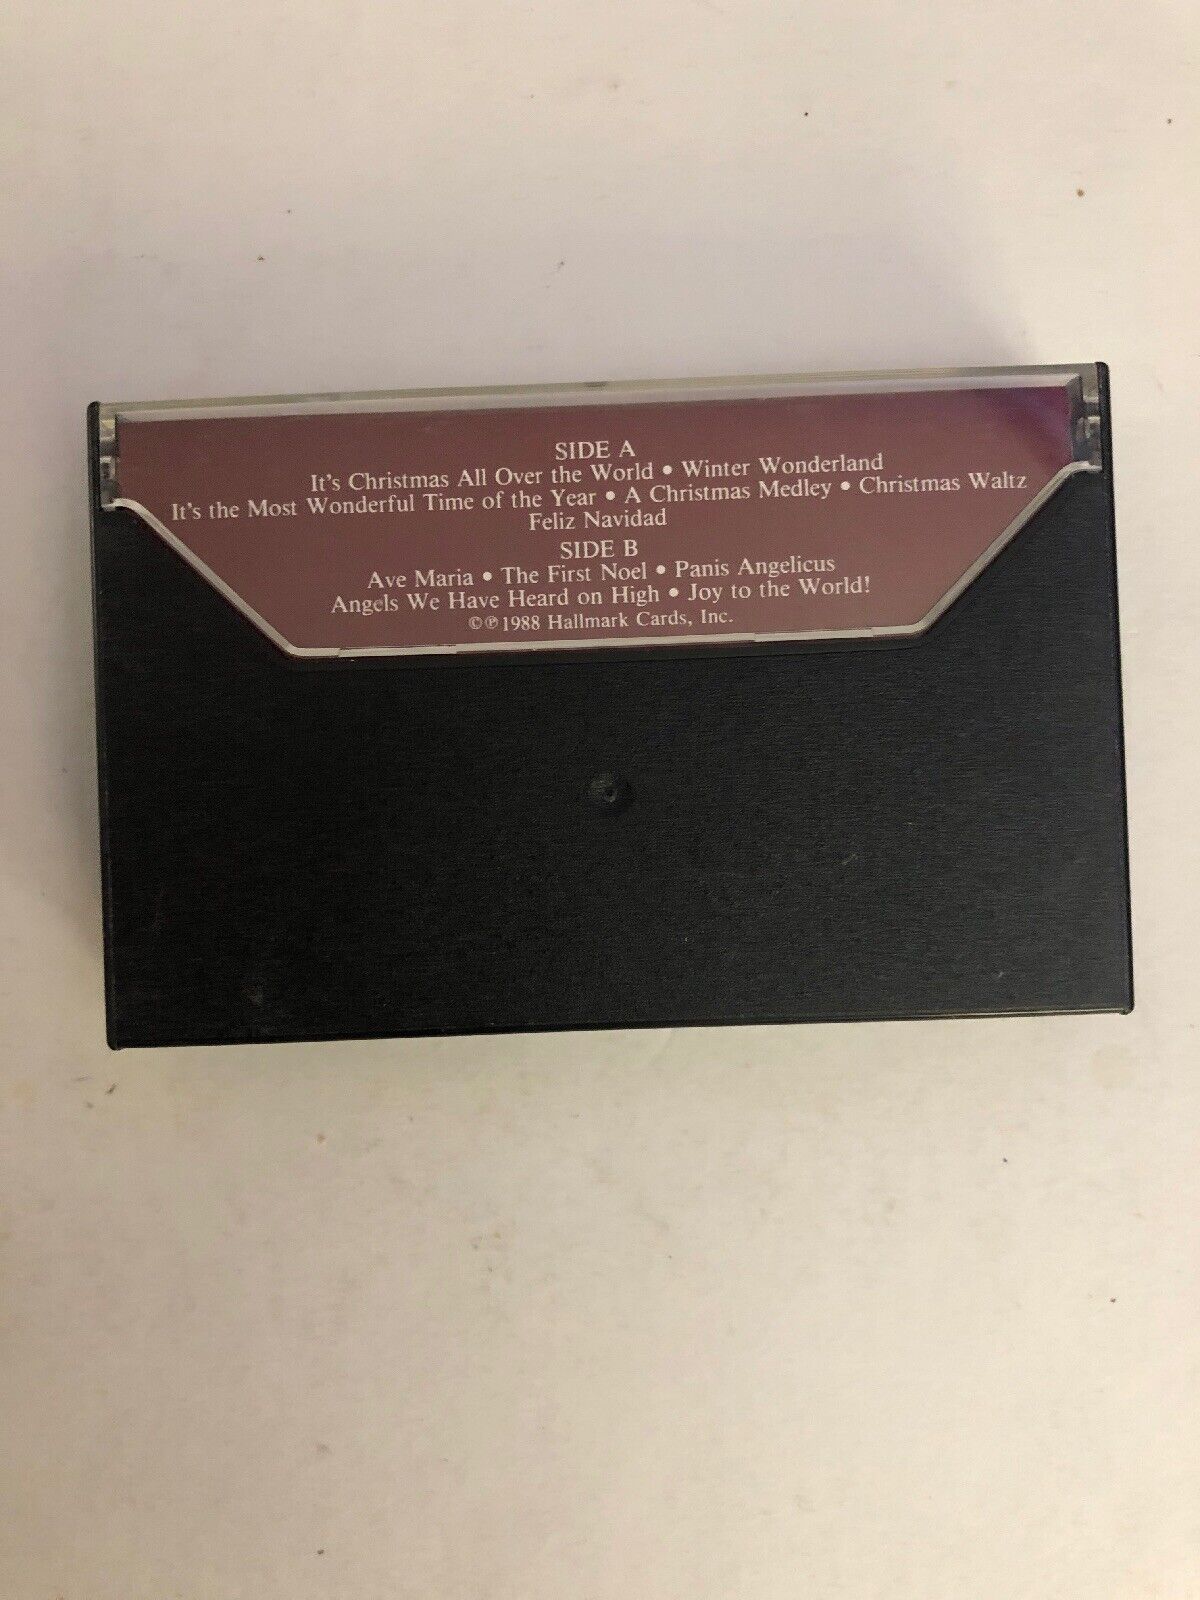 SIDE A
It's Christmas All Over the World • Winter Wonderland
It's the Most Wonderful Time of the Year • A Christmas Medley • Christmas Waltz
Feliz Navidad
SIDE B
Ave Maria • The First Noel • Panis Angelicus
Angels We Have Heard on High • Joy to the World!
©℗1988 Hallmark Cards, Inc.